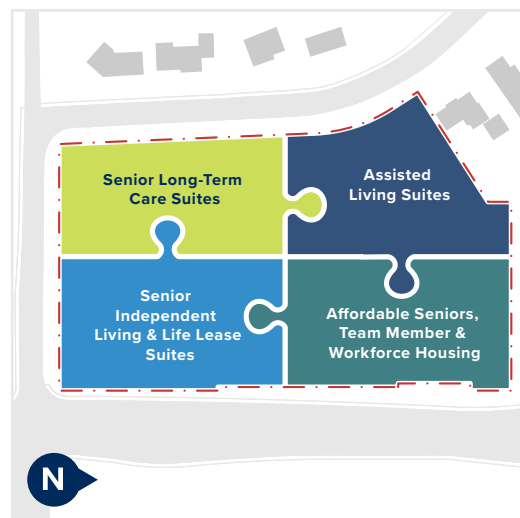 Senior Long-Term
Care Suites
Assisted
Living Suites
Senior
Independent
Living & Life Lease
Suites
Affordable Seniors,
Team Member &
Workforce Housing
N